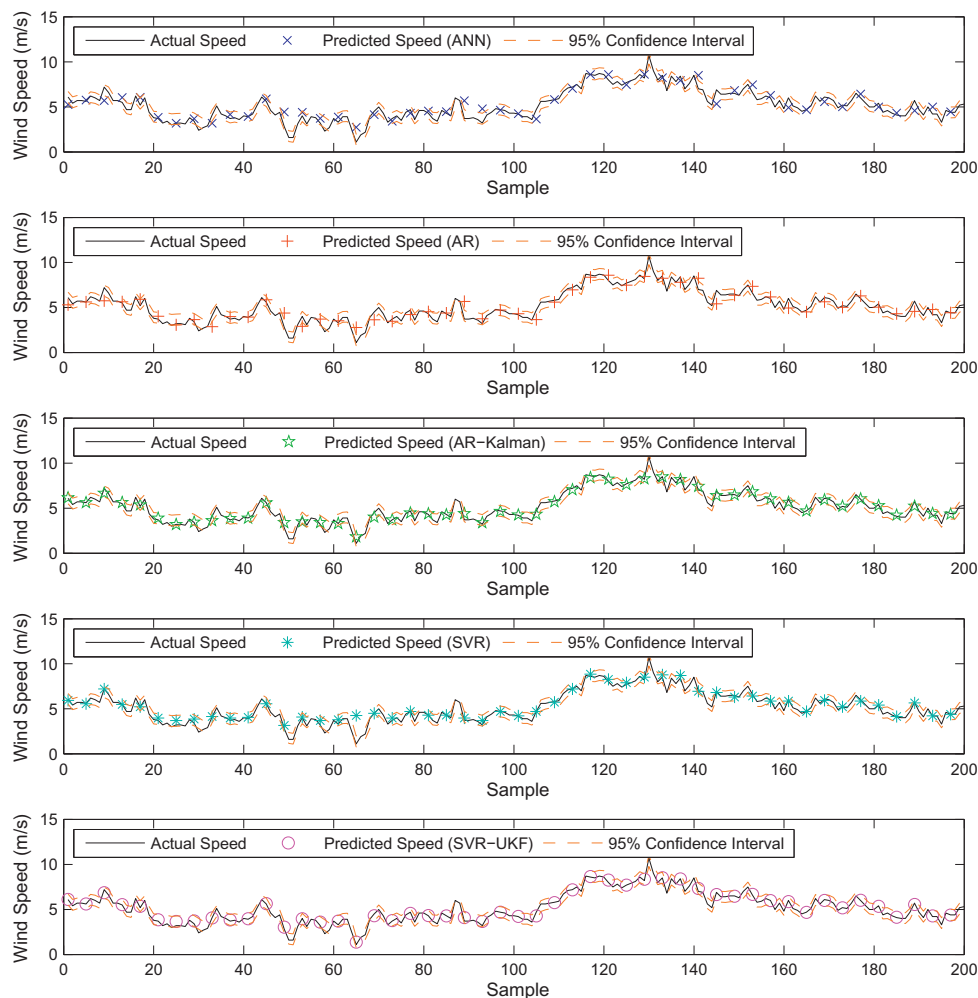 15
10
5
0
Wind Speed (m/s)
Actual Speed Predicted Speed (ANN) 95% Confidence Interval
0 20 40 60 80 100 120 140 160 180 200
Sample
15
10
5
0
Wind Speed (m/s)
Actual Speed Predicted Speed (AR) 95% Confidence Interval
0 20 40 60 80 100 120 140 160 180 200
Sample
15
10
5
0
Wind Speed (m/s)
Actual Speed Predicted Speed (AR−Kalman) 95% Confidence Interval
0 20 40 60 80 100 120 140 160 180 200
Sample
15
10
5
0
Wind Speed (m/s)
Actual Speed Predicted Speed (SVR) 95% Confidence Interval
0 20 40 60 80 100 120 140 160 180 200
Sample
15
10
5
0
Wind Speed (m/s)
Actual Speed Predicted Speed (SVR−UKF) 95% Confidence Interval
0 20 40 60 80 100 120 140 160 180 200
Sample